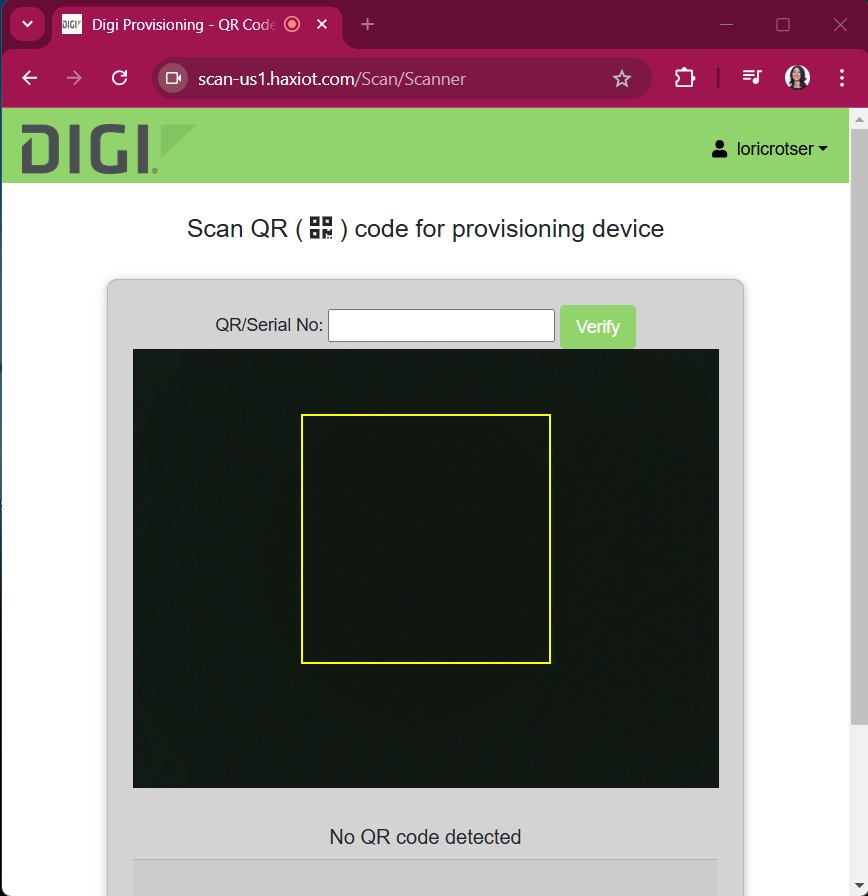 DIGI
Digi Provisioning - QR Code
scan-us1.haxiot.com/Scan/Scanner
DIGI®
loricrotser
Scan QR ( ) code for provisioning device
QR/Serial No:
Verify
No QR code detected